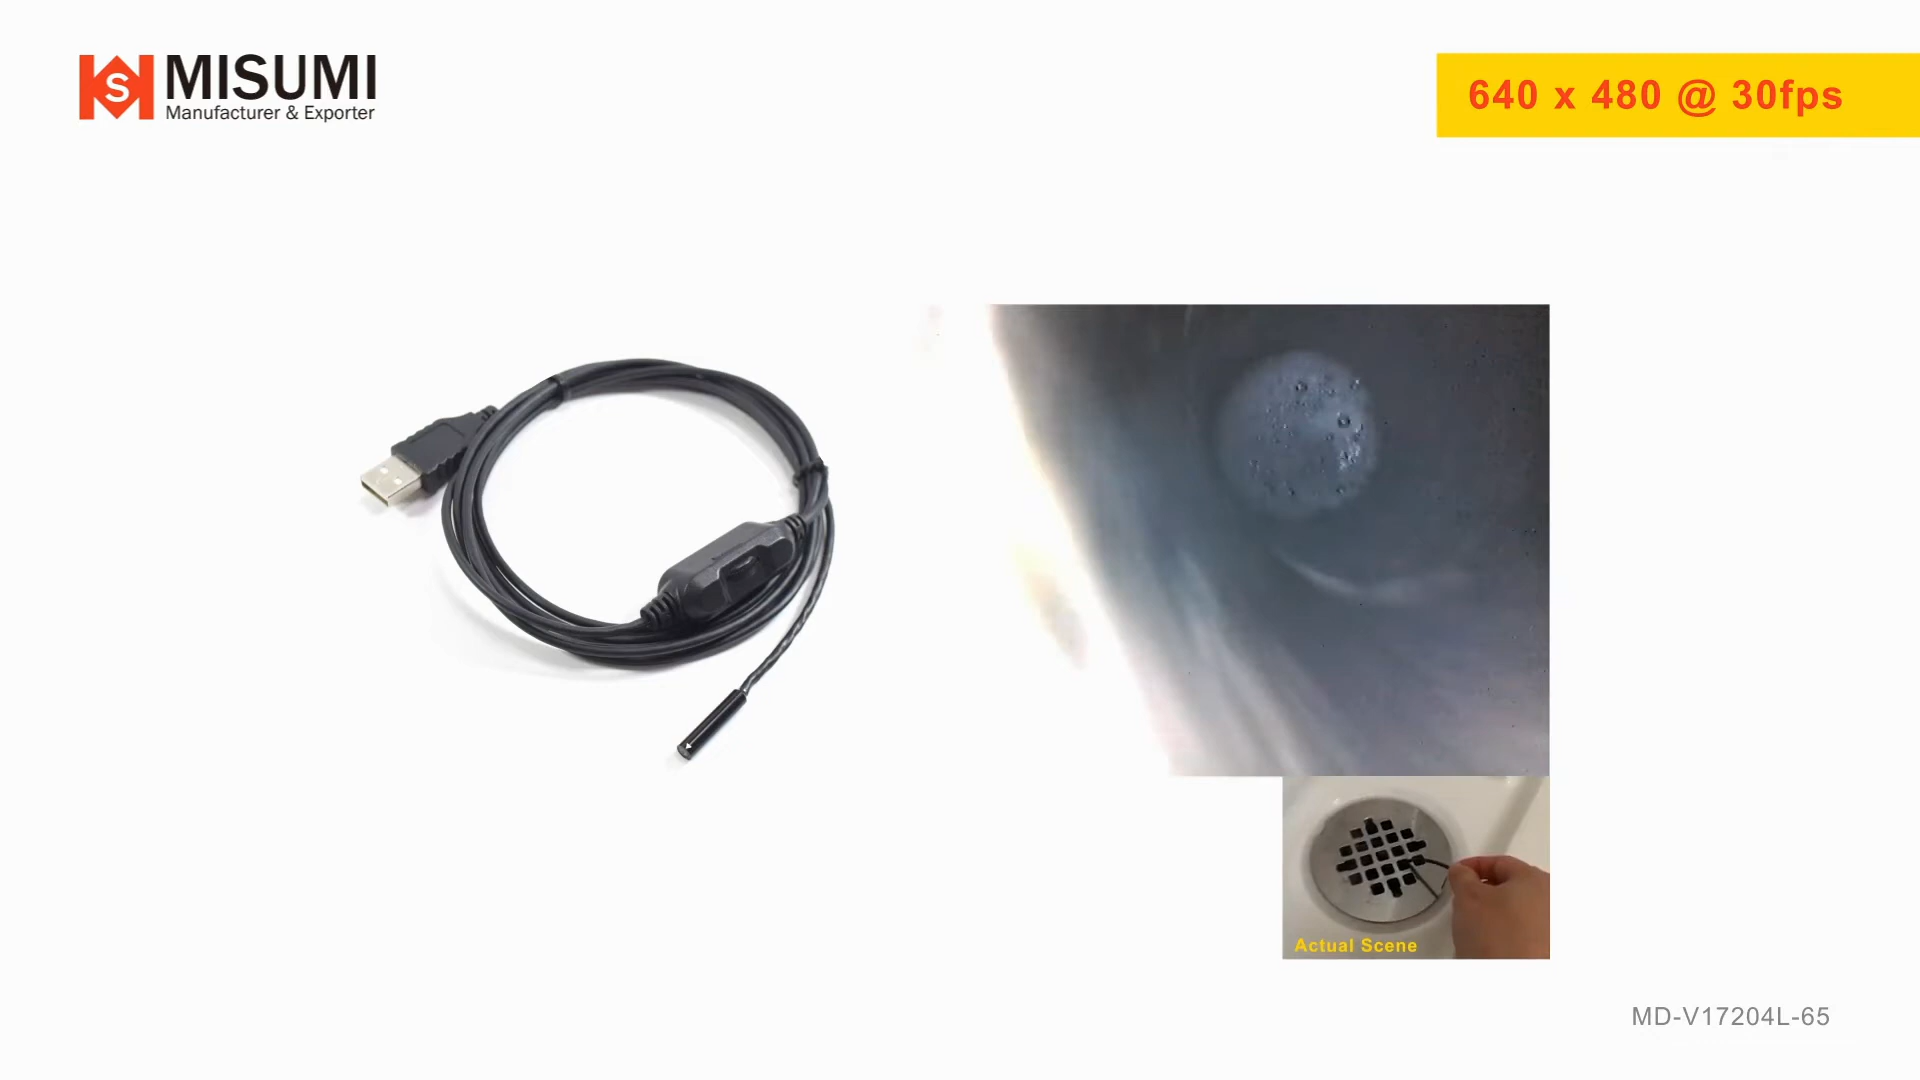 MISUMI
Manufacturer & Exporter
640 x 480 @ 30fps
Actual Scene
MD-V17204L-65